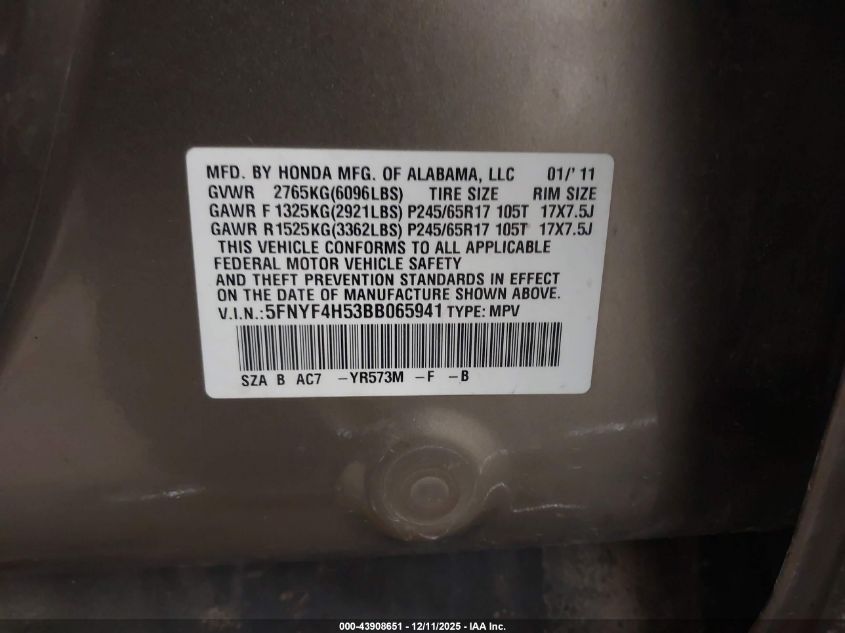 MFD. BY HONDA MFG. OF ALABAMA, LLC 01/'11
GVWR 2765KG(6096LBS) TIRE SIZE RIM SIZE
GAWR F 1325KG(2921LBS) P245/65R17 105T 17X7.5J
GAWR R 1525KG(3362LBS) P245/65R17 105T 17X7.5J
THIS VEHICLE CONFORMS TO ALL APPLICABLE
FEDERAL MOTOR VEHICLE SAFETY
AND THEFT PREVENTION STANDARDS IN EFFECT
ON THE DATE OF MANUFACTURE SHOWN ABOVE.
V.I.N.:5FNYF4H53BB065941 TYPE: MPV
SZA B AC7 -YR573M -F -B
000-43908651 - 12/11/2025 - IAA Inc.